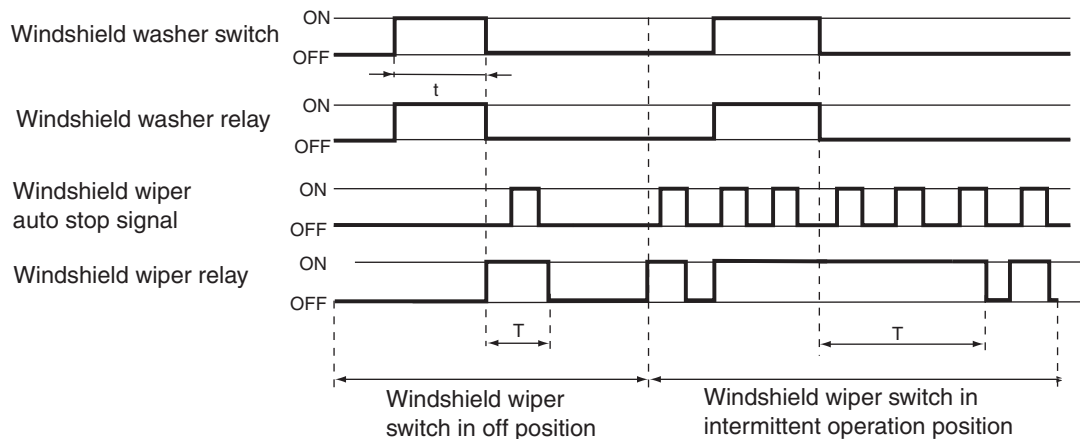 ON
Windshield washer switch
OFF
t
ON
Windshield washer relay
OFF
Windshield wiper
auto stop signal
ON
OFF
Windshield wiper relay
ON
OFF
T
T
Windshield wiper
switch in off position
Windshield wiper switch in
intermittent operation position